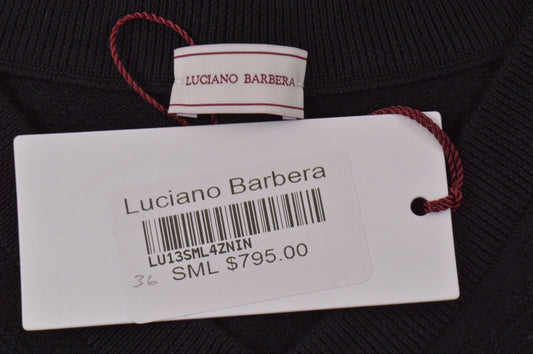 LUCIANO BARBERA
Luciano Barbera
LU13SML4ZNIN
36 SML $795.00